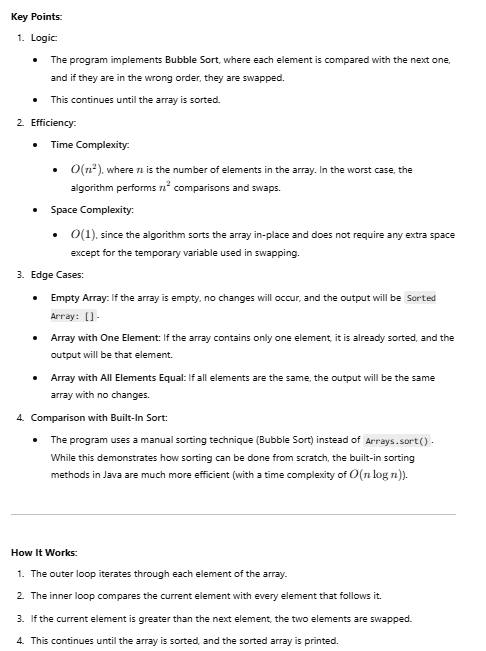 Key Points:
1. Logic:
• The program implements Bubble Sort, where each element is compared with the next one,
and if they are in the wrong order, they are swapped.
• This continues until the array is sorted.
2. Efficiency:
• Time Complexity:
• O(n²), where n is the number of elements in the array. In the worst case, the
algorithm performs n² comparisons and swaps.
• Space Complexity:
• O(1), since the algorithm sorts the array in-place and does not require any extra space
except for the temporary variable used in swapping.
3. Edge Cases:
• Empty Array: If the array is empty, no changes will occur, and the output will be Sorted
Array: [].
• Array with One Element: If the array contains only one element, it is already sorted, and the
output will be that element.
• Array with All Elements Equal: If all elements are the same, the output will be the same
array with no changes.
4. Comparison with Built-In Sort:
• The program uses a manual sorting technique (Bubble Sort) instead of Arrays.sort().
While this demonstrates how sorting can be done from scratch, the built-in sorting
methods in Java are much more efficient (with a time complexity of O(n log n)).
How It Works:
1. The outer loop iterates through each element of the array.
2. The inner loop compares the current element with every element that follows it.
3. If the current element is greater than the next element, the two elements are swapped.
4. This continues until the array is sorted, and the sorted array is printed.